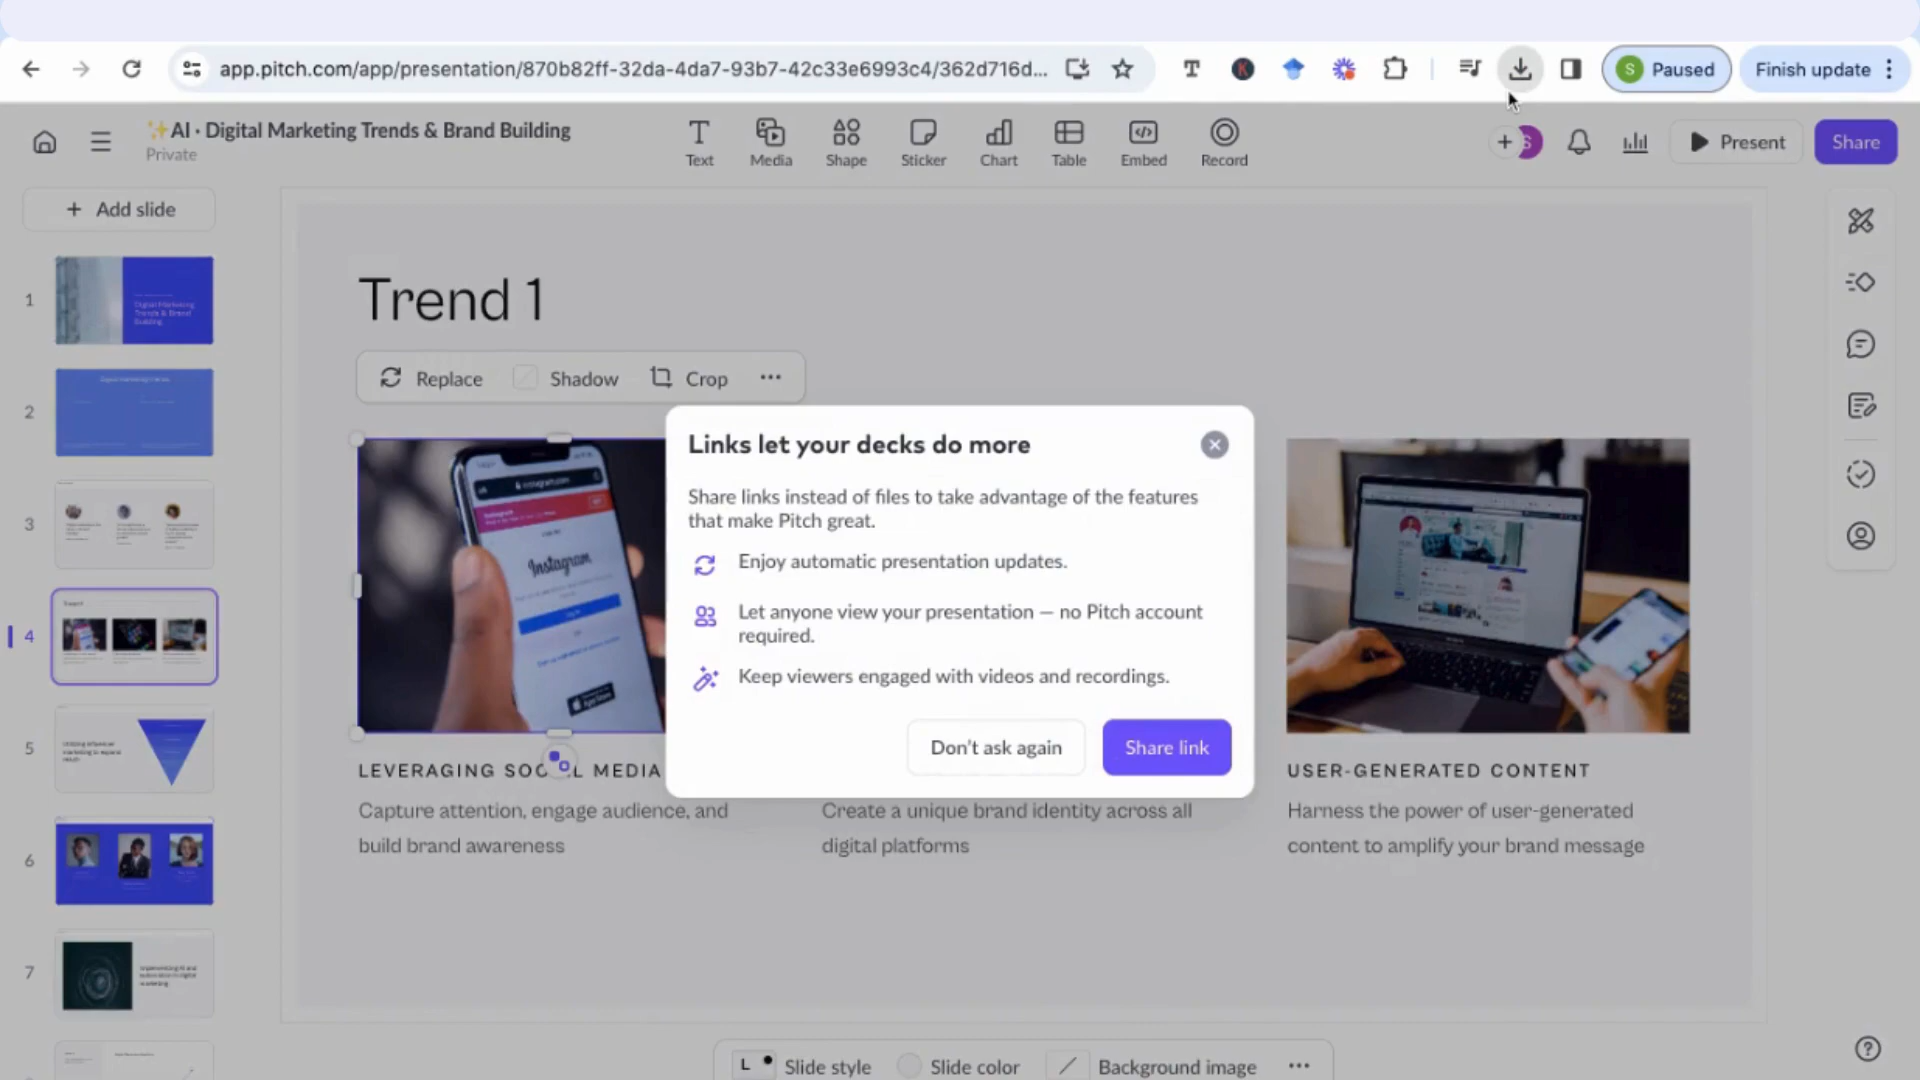 app.pitch.com/app/presentation/870b82ff-32da-4da7-93b7-42c33e6993c4/362d716d...
S Paused
Finish update
✨AI · Digital Marketing Trends & Brand Building
Private
Text
Media
Shape
Sticker
Chart
Table
Embed
Record
S
Present
Share
+ Add slide
1
Digital Marketing
Trends & Brand
Building
2
3
4
5
6
7
Trend 1
Replace
Shadow
Crop
Instagram
Links let your decks do more
Share links instead of files to take advantage of the features
that make Pitch great.
Enjoy automatic presentation updates.
Let anyone view your presentation — no Pitch account
required.
Keep viewers engaged with videos and recordings.
Don't ask again
Share link
LEVERAGING SOC L MEDIA
Capture attention, engage audience, and
build brand awareness
Create a unique brand identity across all
digital platforms
USER-GENERATED CONTENT
Harness the power of user-generated
content to amplify your brand message
L
Slide style
Slide color
Background image